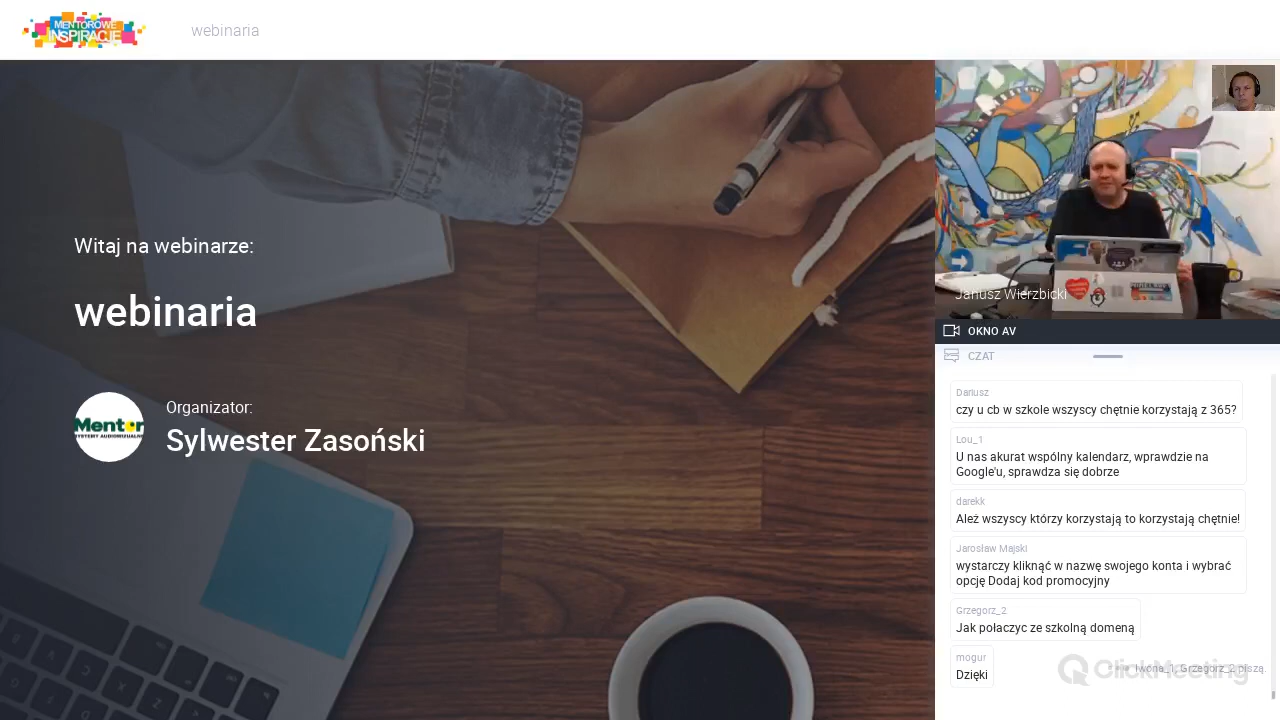 MENTOROWE
INSPIRACJE
webinaria
Witaj na webinarze:
webinaria
Mentor
SYSTEMY AUDIOWIZUALNE
Organizator:
Sylwester Zasoński
Janusz Wierzbicki
OKNO AV
CZAT
Dariusz
czy u cb w szkole wszyscy chętnie korzystają z 365?
Lou_1
U nas akurat wspólny kalendarz, wprawdzie na
Google'u, sprawdza się dobrze
darekk
Ależ wszyscy którzy korzystają to korzystają chętnie!
Jarosław Majski
wystarczy kliknąć w nazwę swojego konta i wybrać
opcję Dodaj kod promocyjny
Grzegorz_2
Jak połaczyc ze szkolną domeną
mogur
Dzięki
Iwona_1, Grzegorz_2 piszą.
ClickMeeting